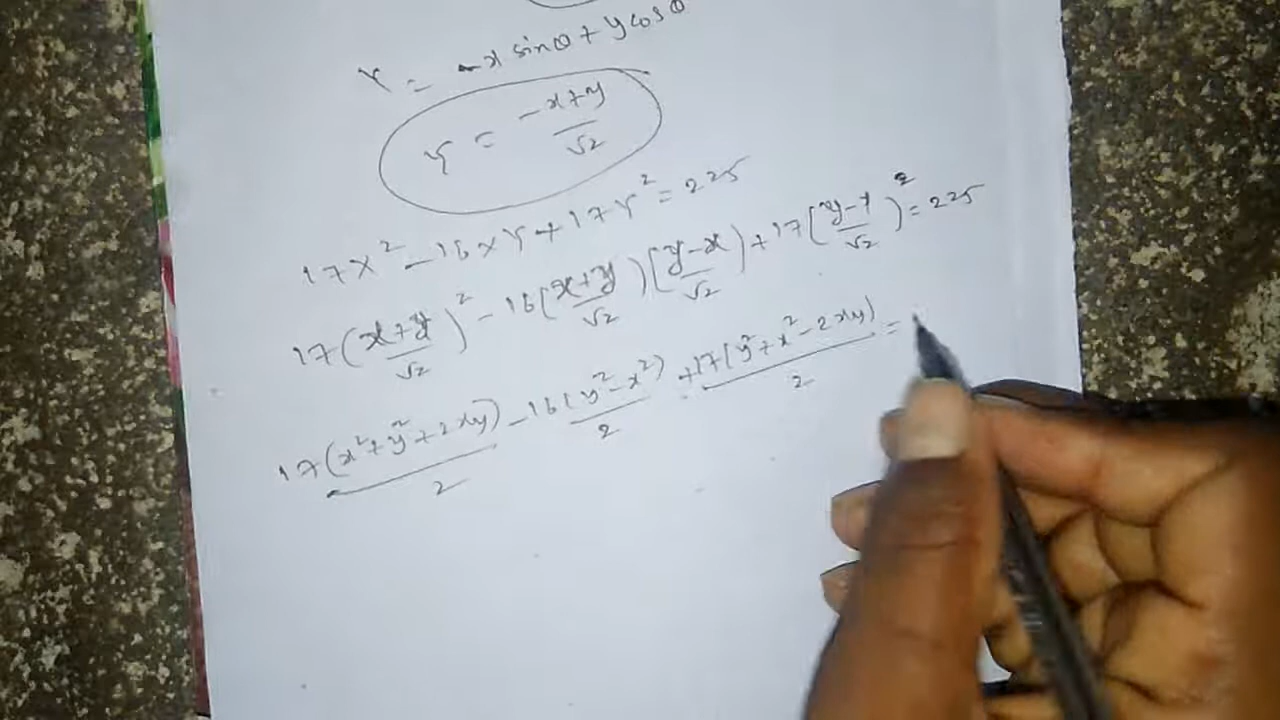 Y = -x sinθ + y cosθ
Y = -x+y/√2
17X² - 16XY + 17Y² = 225
17(x+y/√2)² - 16(x+y/√2)(y-x/√2) + 17(y-x/√2)² = 225
17(x²+y²+2xy)/2 - 16(y²-x²)/2 + 17(y²+x²-2xy)/2 =